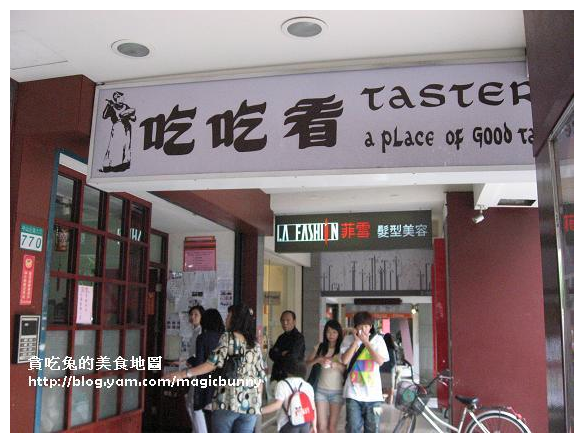 吃吃看
TASTER
a place of Good Ta
LA FASHION 菲雷 髮型美容
770
貪吃兔的美食地圖
http://blog.yam.com/magicbunny